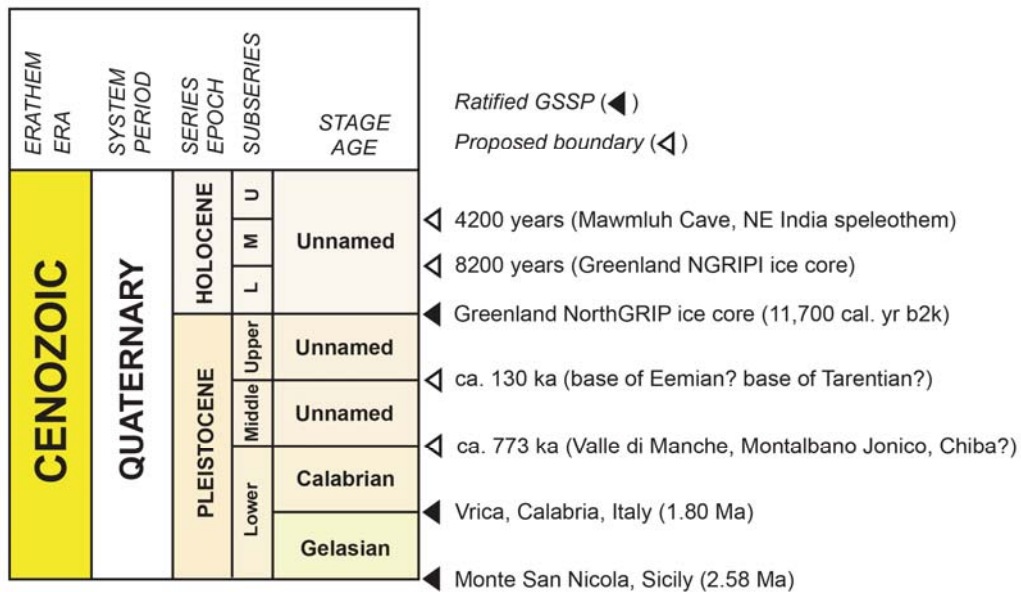 ERATHEM
ERA
SYSTEM
PERIOD
SERIES
EPOCH
SUBSERIES
STAGE
AGE
Ratified GSSP ( )
Proposed boundary ( )
CENOZOIC
QUATERNARY
HOLOCENE
U
M
L
Unnamed
4200 years (Mawmluh Cave, NE India speleothem)
8200 years (Greenland NGRIPI ice core)
Greenland NorthGRIP ice core (11,700 cal. yr b2k)
PLEISTOCENE
Upper
Unnamed
ca. 130 ka (base of Eemian? base of Tarentian?)
Middle
Unnamed
ca. 773 ka (Valle di Manche, Montalbano Jonico, Chiba?)
Lower
Calabrian
Vrica, Calabria, Italy (1.80 Ma)
Gelasian
Monte San Nicola, Sicily (2.58 Ma)